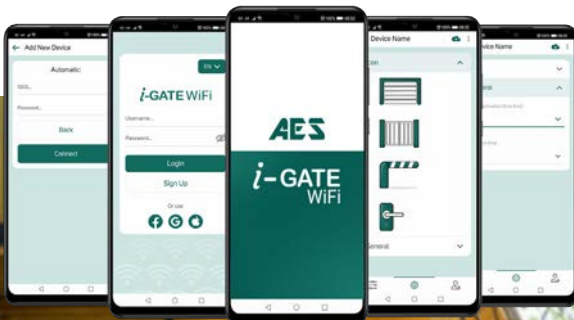 ← Add New Device
Automatic:
SSID...
Password...
Back
Connect
EN
i-GATE WiFi
Username...
Password...
Login
Sign Up
Or use:
AES
i-GATE
WiFi
Device Name
General
Device Name